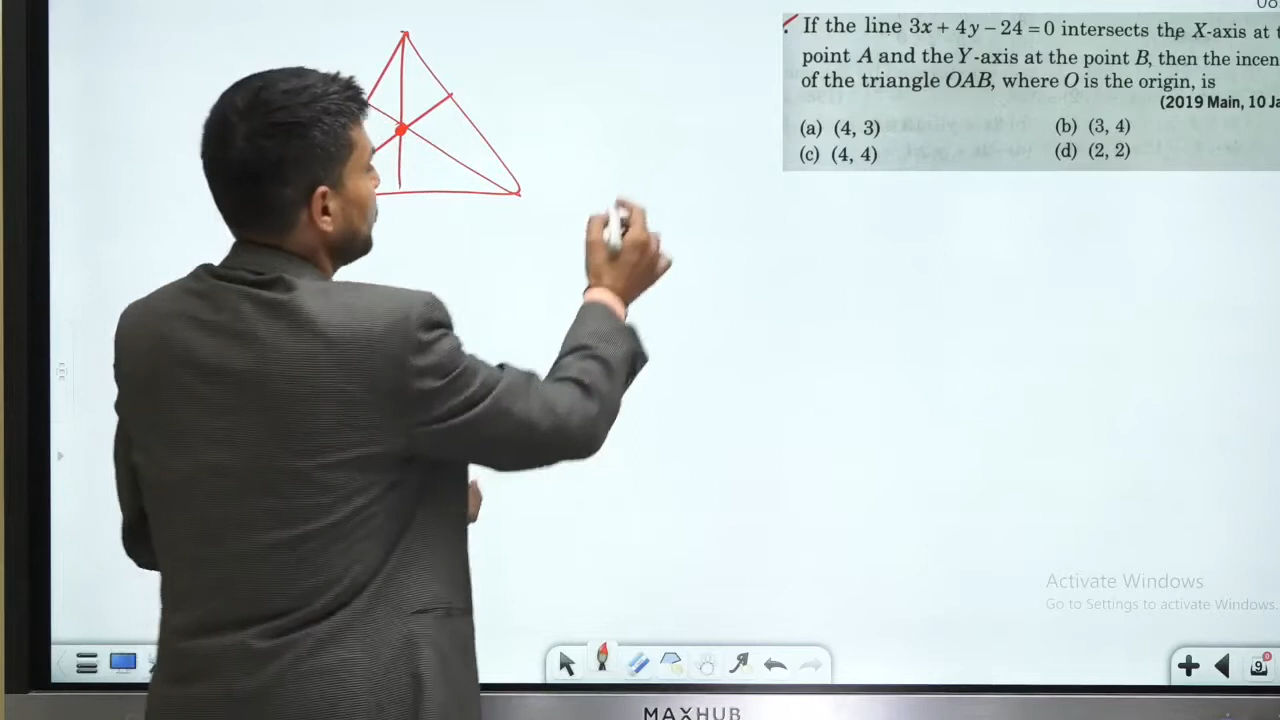 08
If the line 3x + 4y − 24 = 0 intersects the X-axis at
point A and the Y-axis at the point B, then the
of the triangle OAB, where O is the origin, is
(2019 Main, 10
(a) (4, 3) (b) (3, 4)
(c) (4, 4) (d) (2, 2)
Activate Windows
Go to Settings to activate Windows.
9
MAXHUB